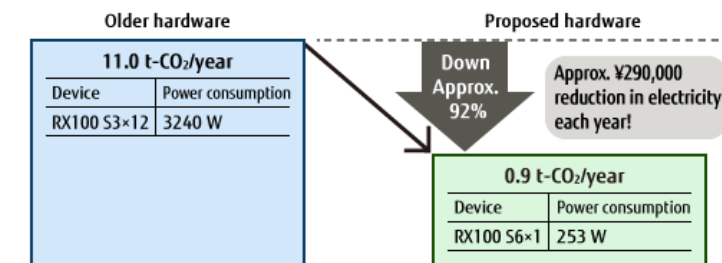 Older hardware
Proposed hardware
11.0 t-CO₂/year
Device Power consumption
RX100 S3×12 3240 W
Down
Approx.
92%
Approx. ¥290,000
reduction in electricity
each year!
0.9 t-CO₂/year
Device Power consumption
RX100 S6×1 253 W